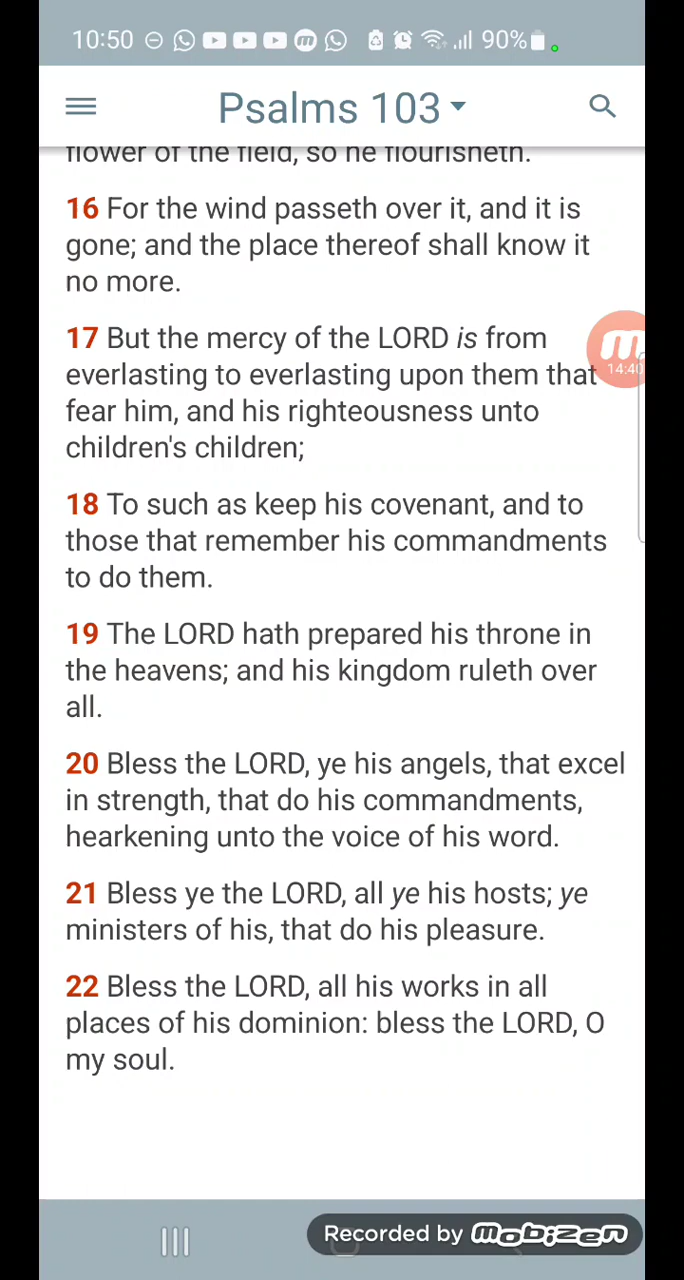 10:50 90%
Psalms 103
flower of the field, so he flourisheth.
16 For the wind passeth over it, and it is
gone; and the place thereof shall know it
no more.
17 But the mercy of the LORD is from
everlasting to everlasting upon them that
fear him, and his righteousness unto
children's children;
14:40
18 To such as keep his covenant, and to
those that remember his commandments
to do them.
19 The LORD hath prepared his throne in
the heavens; and his kingdom ruleth over
all.
20 Bless the LORD, ye his angels, that excel
in strength, that do his commandments,
hearkening unto the voice of his word.
21 Bless ye the LORD, all ye his hosts; ye
ministers of his, that do his pleasure.
22 Bless the LORD, all his works in all
places of his dominion: bless the LORD, O
my soul.
Recorded by mobizen